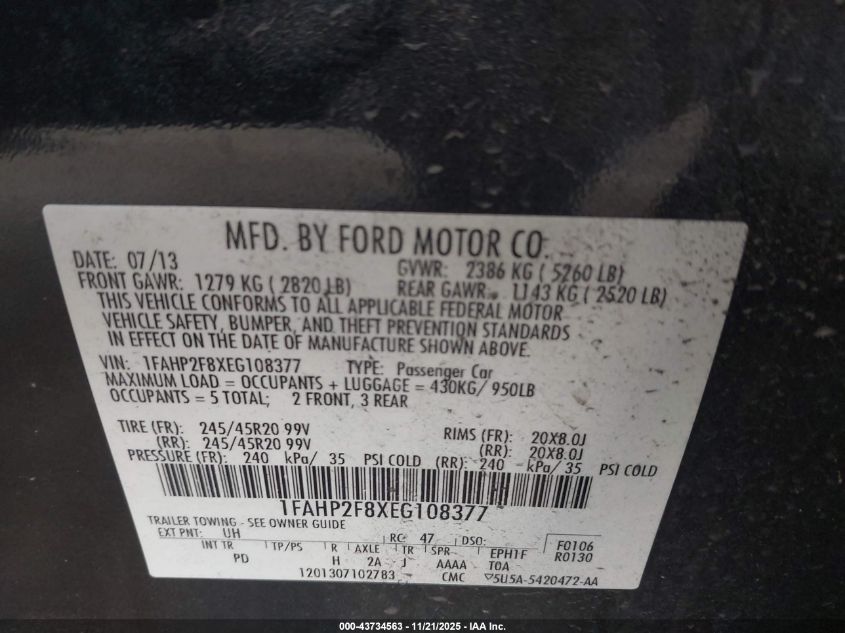 MFD. BY FORD MOTOR CO.
DATE: 07/13 GVWR: 2386 KG ( 5260 LB)
FRONT GAWR: 1279 KG ( 2820 LB) REAR GAWR: 1143 KG ( 2520 LB)
THIS VEHICLE CONFORMS TO ALL APPLICABLE FEDERAL MOTOR
VEHICLE SAFETY, BUMPER, AND THEFT PREVENTION STANDARDS
IN EFFECT ON THE DATE OF MANUFACTURE SHOWN ABOVE.
VIN: 1FAHP2F8XEG108377 TYPE: Passenger Car
MAXIMUM LOAD = OCCUPANTS + LUGGAGE = 430KG/ 950LB
OCCUPANTS = 5 TOTAL; 2 FRONT, 3 REAR
TIRE (FR): 245/45R20 99V RIMS (FR): 20X8.0J
(RR): 245/45R20 99V (RR): 20X8.0J
PRESSURE (FR): 240 kPa/ 35 PSI COLD (RR): 240 kPa/ 35 PSI COLD
1FAHP2F8XEG108377
TRAILER TOWING - SEE OWNER GUIDE
EXT PNT: UH RC: 47 DSO: F0106
INT TR TP/PS R AXLE TR SPR EPH1F R0130
PD H 2A J AAAA T0A
1201307102783 CMC ▽5U5A-5420472-AA
000-43734563 - 11/21/2025 - IAA Inc.